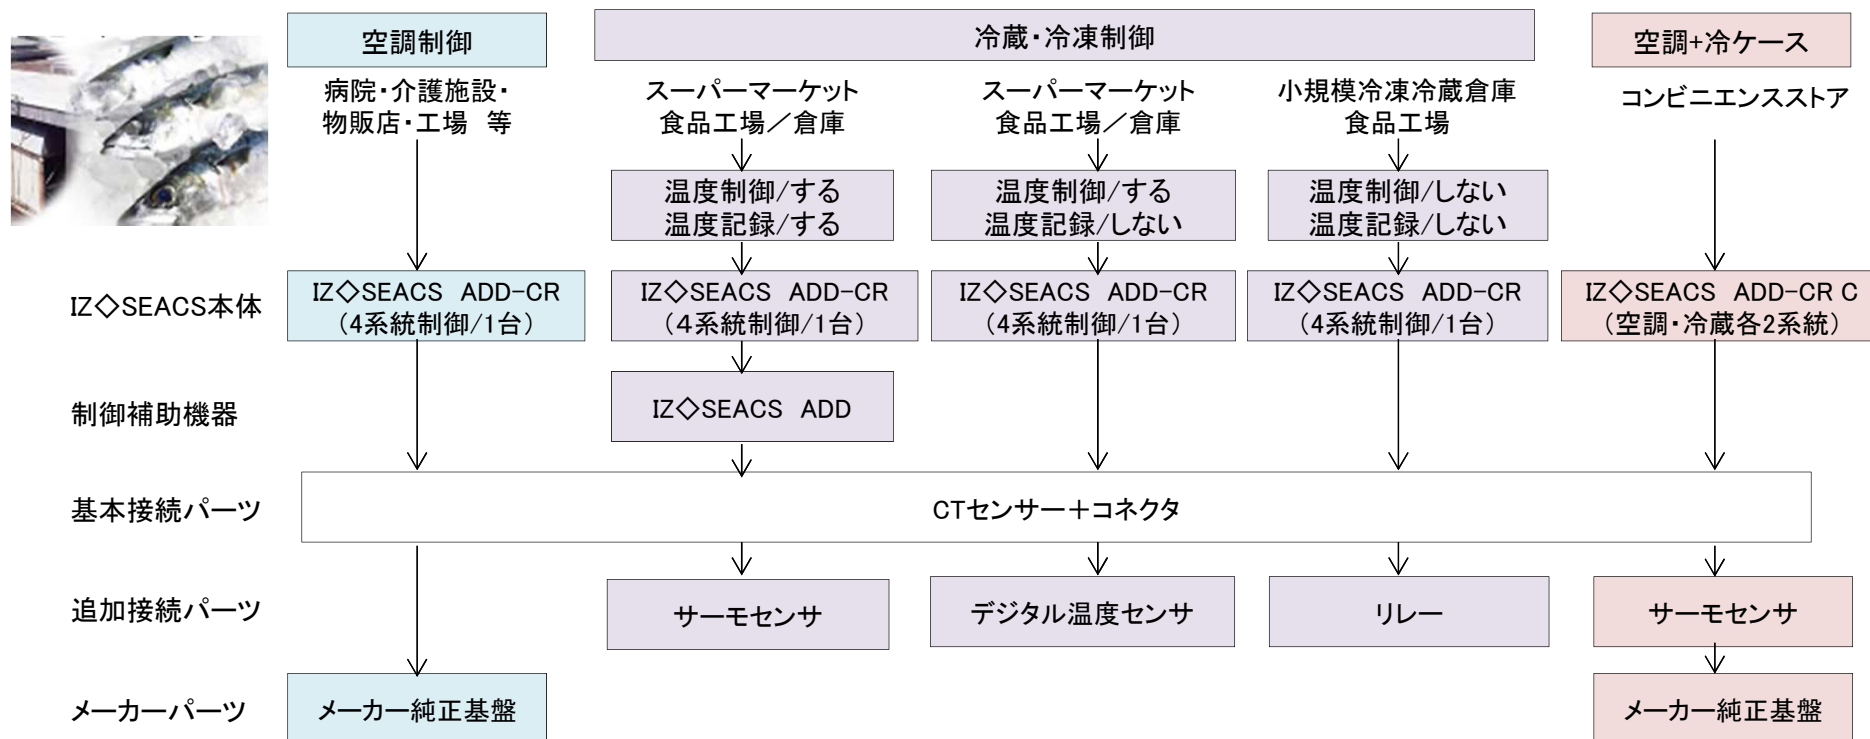 空調制御
冷蔵・冷凍制御
空調+冷ケース
病院・介護施設・
物販店・工場　等
スーパーマーケット
食品工場／倉庫
スーパーマーケット
食品工場／倉庫
小規模冷凍冷蔵倉庫
食品工場
コンビニエンスストア
温度制御/する
温度記録/する
温度制御/する
温度記録/しない
温度制御/しない
温度記録/しない
IZ◇SEACS本体
IZ◇SEACS　ADD-CR
（4系統制御/1台）
IZ◇SEACS　ADD-CR
（４系統制御/1台）
IZ◇SEACS　ADD-CR
（4系統制御/1台）
IZ◇SEACS　ADD-CR
（4系統制御/1台）
IZ◇SEACS　ADD-CR C
（空調・冷蔵各2系統）
制御補助機器
IZ◇SEACS　ADD
基本接続パーツ
CTセンサー＋コネクタ
追加接続パーツ
サーモセンサ
デジタル温度センサ
リレー
サーモセンサ
メーカーパーツ
メーカー純正基盤
メーカー純正基盤